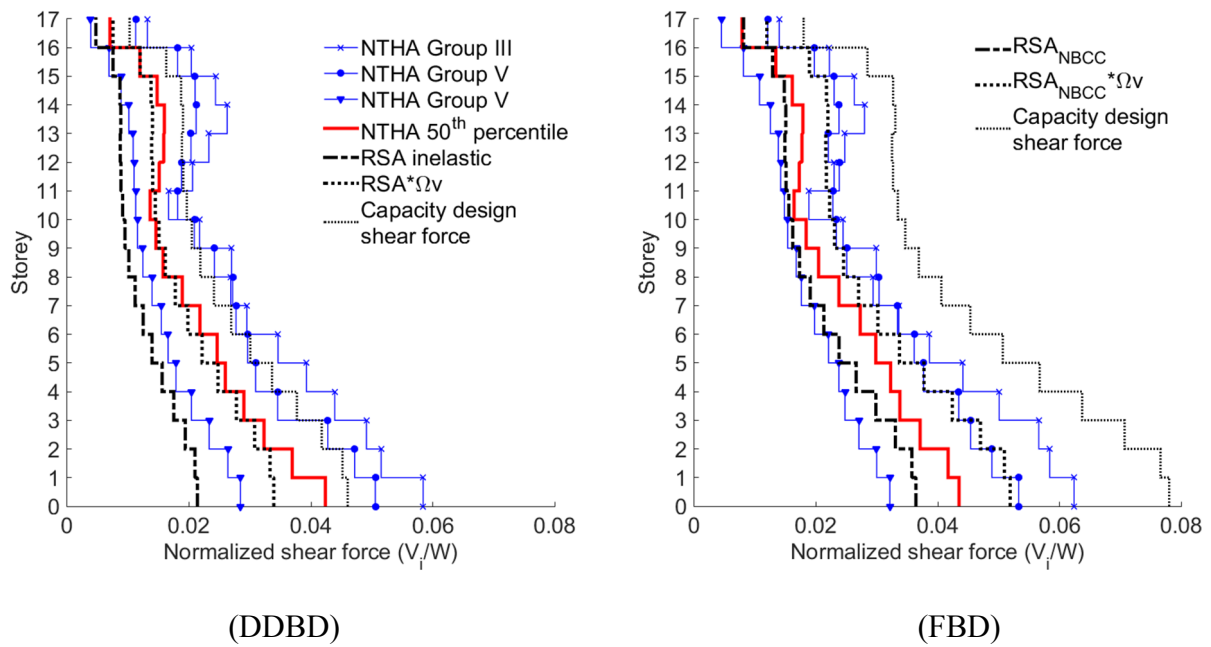 17
16
15
14
13
12
11
10
9
8
7
6
5
4
3
2
1
0
Storey
0
0.02
0.04
0.06
0.08
Normalized shear force (V_i/W)
NTHA Group III
NTHA Group V
NTHA Group V
NTHA 50th percentile
RSA inelastic
RSA*Ωv
Capacity design
shear force
(DDBD)
17
16
15
14
13
12
11
10
9
8
7
6
5
4
3
2
1
0
Storey
0
0.02
0.04
0.06
0.08
Normalized shear force (V_i/W)
RSA_NBCC
RSA_NBCC*Ωv
Capacity design
shear force
(FBD)